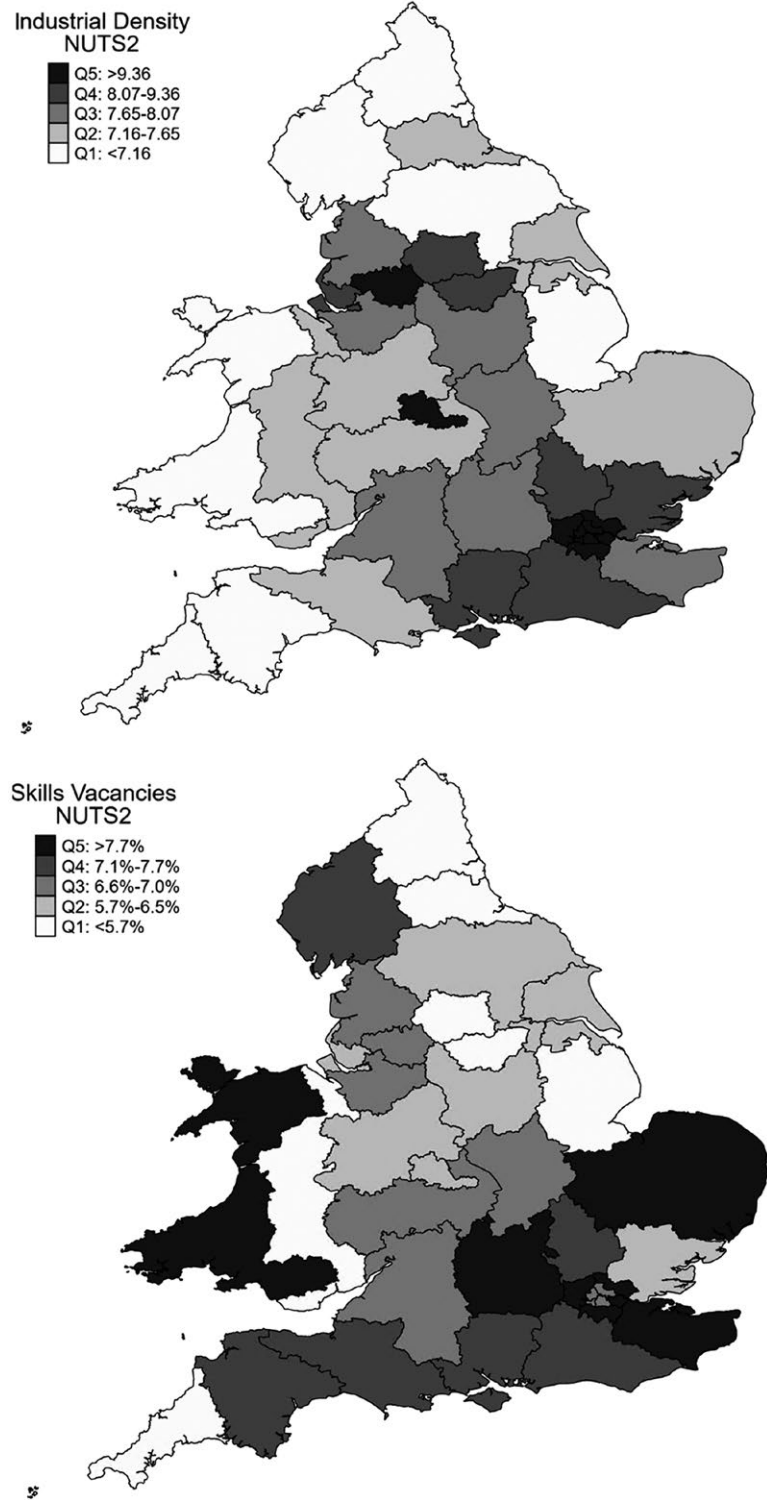 Industrial Density
NUTS2
Q5: >9.36
Q4: 8.07-9.36
Q3: 7.65-8.07
Q2: 7.16-7.65
Q1: <7.16
Skills Vacancies
NUTS2
Q5: >7.7%
Q4: 7.1%-7.7%
Q3: 6.6%-7.0%
Q2: 5.7%-6.5%
Q1: <5.7%